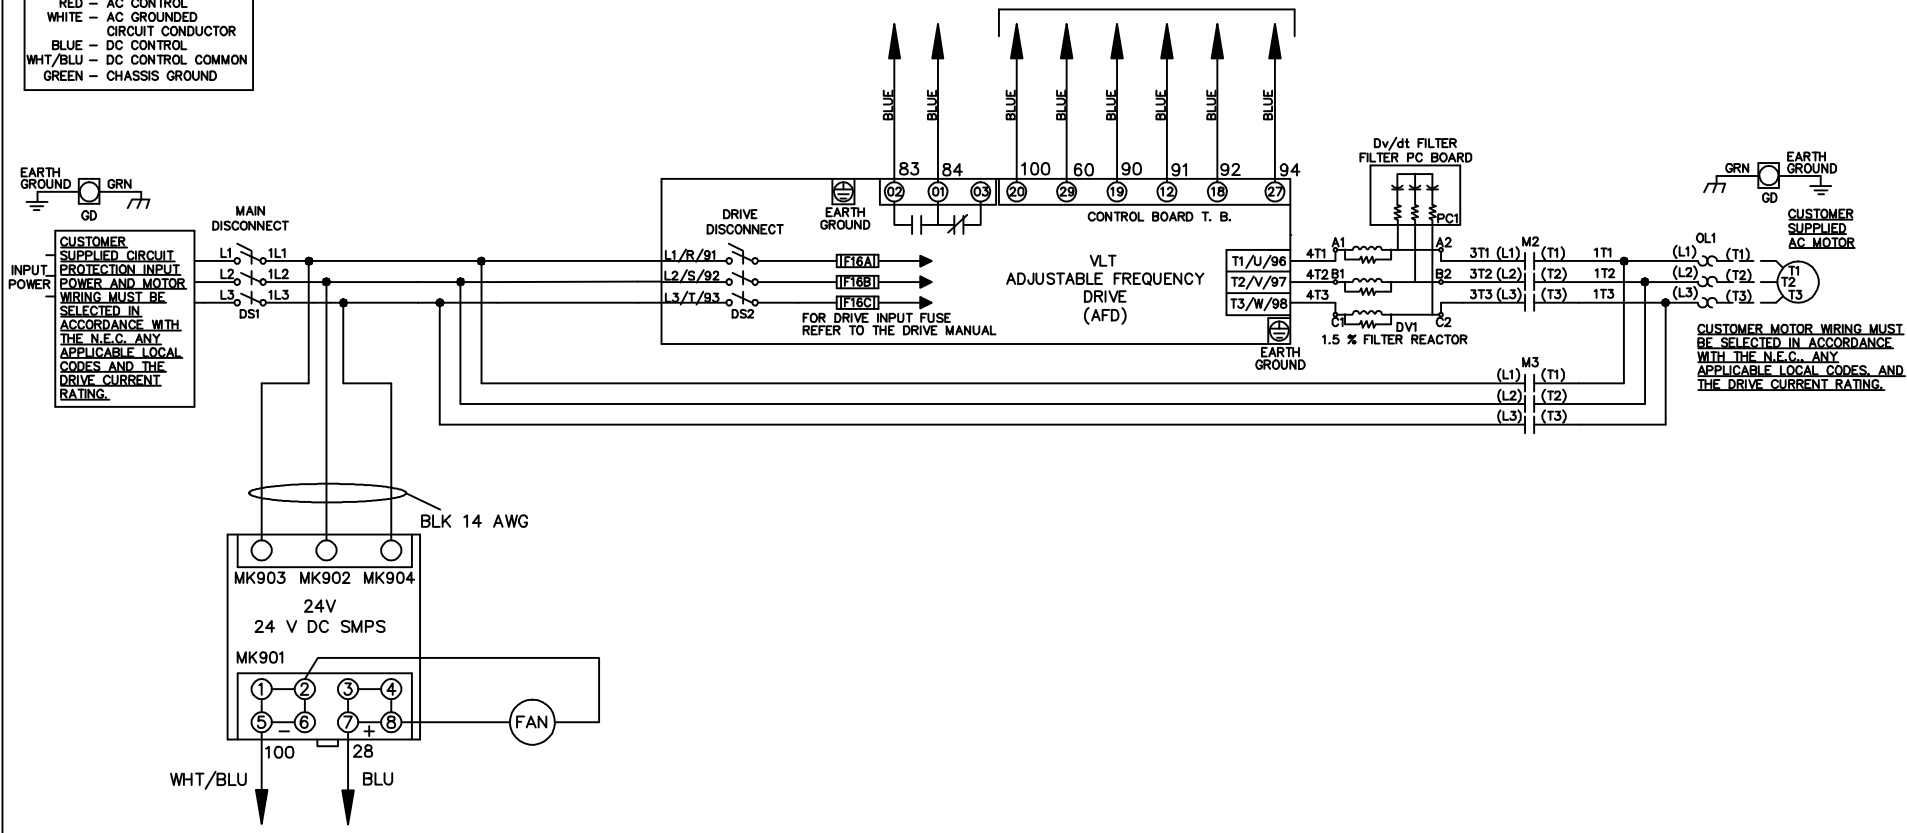 RED – AC CONTROL
WHITE – AC GROUNDED
CIRCUIT CONDUCTOR
BLUE – DC CONTROL
WHT/BLU – DC CONTROL COMMON
GREEN – CHASSIS GROUND
BLUE
BLUE
BLUE
BLUE
BLUE
BLUE
BLUE
BLUE
83
84
100
60
90
91
92
94
02
01
03
20
29
19
12
18
27
CONTROL BOARD T. B.
EARTH
GROUND
GRN
GD
MAIN
DISCONNECT
CUSTOMER
SUPPLIED CIRCUIT
PROTECTION INPUT
POWER AND MOTOR
WIRING MUST BE
SELECTED IN
ACCORDANCE WITH
THE N.E.C. ANY
APPLICABLE LOCAL
CODES AND THE
DRIVE CURRENT
RATING.
INPUT
POWER
L1
1L1
L2
1L2
L3
1L3
DS1
L1/R/91
L2/S/92
L3/T/93
DRIVE
DISCONNECT
DS2
EARTH
GROUND
IF16A
IF16B
IF16C
FOR DRIVE INPUT FUSE
REFER TO THE DRIVE MANUAL
VLT
ADJUSTABLE FREQUENCY
DRIVE
(AFD)
T1/U/96
T2/V/97
T3/W/98
EARTH
GROUND
Dv/dt FILTER
FILTER PC BOARD
PC1
4T1
A1
A2
4T2
B1
B2
4T3
C1
C2
DV1
1.5 % FILTER REACTOR
M2
3T1 (L1) (T1) 1T1
3T2 (L2) (T2) 1T2
3T3 (L3) (T3) 1T3
M3
(L1) (T1)
(L2) (T2)
(L3) (T3)
OL1
(L1) (T1)
(L2) (T2)
(L3) (T3)
T1
T2
T3
GRN
EARTH
GROUND
GD
CUSTOMER
SUPPLIED
AC MOTOR
CUSTOMER MOTOR WIRING MUST
BE SELECTED IN ACCORDANCE
WITH THE N.E.C., ANY
APPLICABLE LOCAL CODES, AND
THE DRIVE CURRENT RATING.
BLK 14 AWG
MK903 MK902 MK904
24V
24 V DC SMPS
MK901
1 2 3 4
5 6 7 8
– +
FAN
100
28
WHT/BLU
BLU